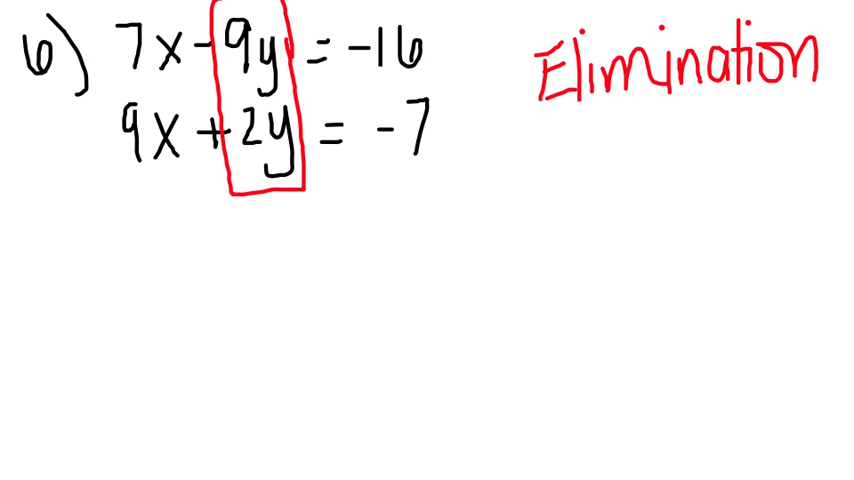 6) 7x - 9y = -16
9x + 2y = -7
Elimination